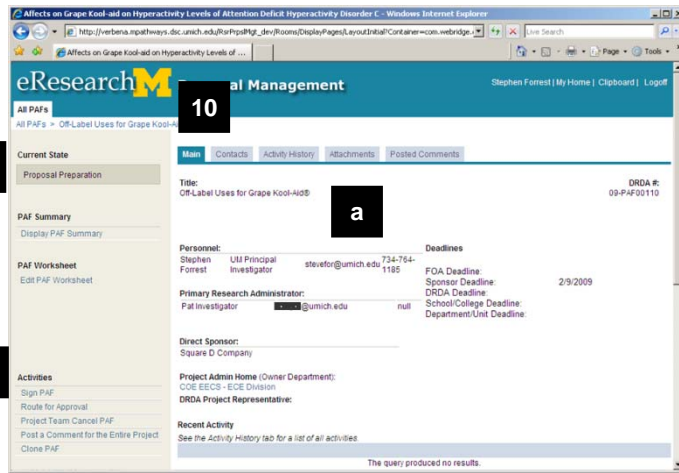 Affects on Grape Kool-aid on Hyperactivity Levels of Attention Deficit Hyperactivity Disorder C - Windows Internet Explorer
http://verbena.mpathways.dsc.umich.edu/RsrPrpslMgt_dev/Rooms/DisplayPages/LayoutInitial?Container=com.webridge. Live Search
Affects on Grape Kool-aid on Hyperactivity Levels of ... Page Tools
eResearch M al Management Stephen Forrest | My Home | Clipboard | Logoff
All PAFs
10
All PAFs > Off-Label Uses for Grape Kool-A
Current State
Proposal Preparation
PAF Summary
Display PAF Summary
PAF Worksheet
Edit PAF Worksheet
Activities
Sign PAF
Route for Approval
Project Team Cancel PAF
Post a Comment for the Entire Project
Clone PAF
Main Contacts Activity History Attachments Posted Comments
Title: DRDA #:
Off-Label Uses for Grape Kool-Aid® 09-PAF00110
a
Personnel: Deadlines
Stephen Forrest UM Principal Investigator stevefor@umich.edu 734-764-1185
FOA Deadline:
Sponsor Deadline: 2/9/2009
DRDA Deadline:
School/College Deadline:
Department/Unit Deadline:
Primary Research Administrator:
Pat Investigator @umich.edu null
Direct Sponsor:
Square D Company
Project Admin Home (Owner Department):
COE EECS - ECE Division
DRDA Project Representative:
Recent Activity
See the Activity History tab for a list of all activities.
The query produced no results.